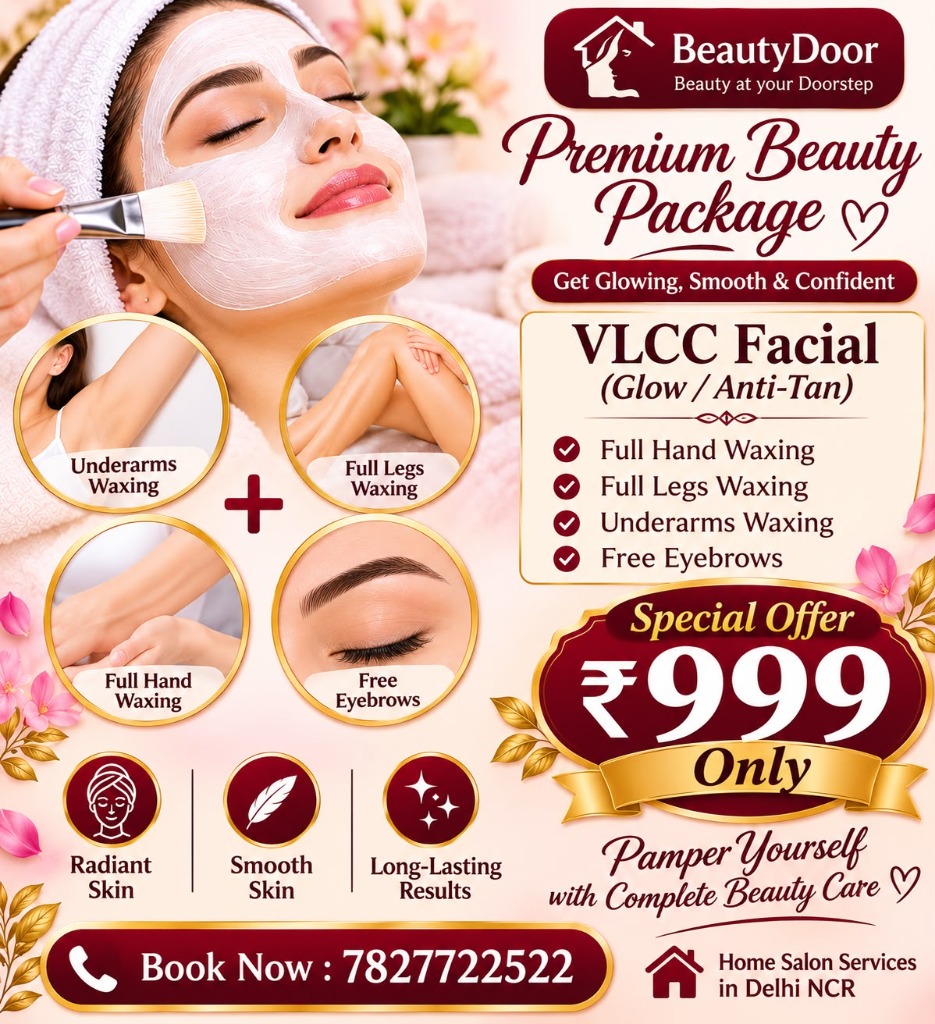 BeautyDoor
Beauty at your Doorstep
Premium Beauty
Package
Get Glowing, Smooth & Confident
VLCC Facial
(Glow / Anti-Tan)
Full Hand Waxing
Full Legs Waxing
Underarms Waxing
Free Eyebrows
Underarms
Waxing
Full Legs
Waxing
+
Full Hand
Waxing
Free
Eyebrows
Special Offer
₹999
Only
Radiant
Skin
Smooth
Skin
Long-Lasting
Results
Pamper Yourself
with Complete Beauty Care
Book Now : 7827722522
Home Salon Services
in Delhi NCR